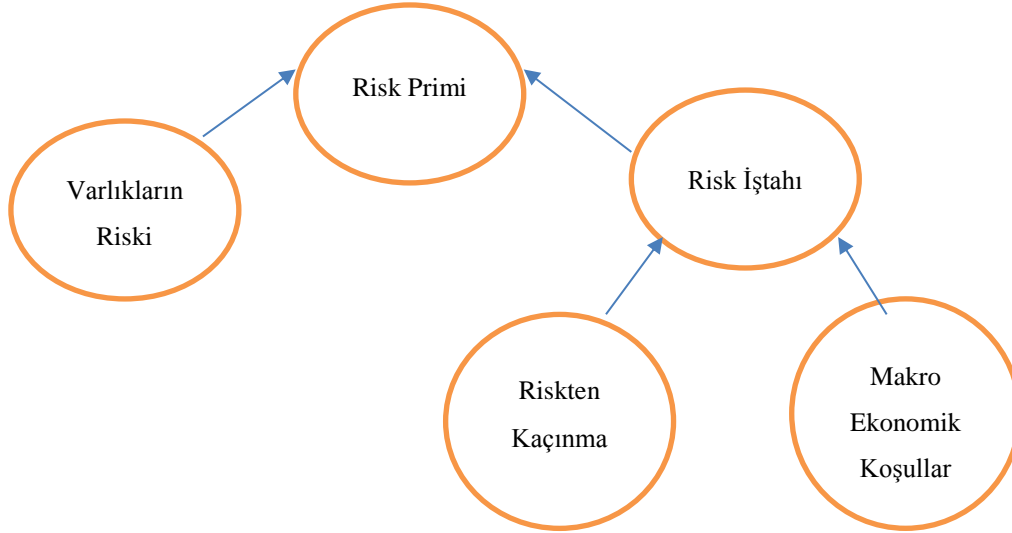 Risk Primi
Varlıkların
Riski
Risk İştahı
Riskten
Kaçınma
Makro
Ekonomik
Koşullar